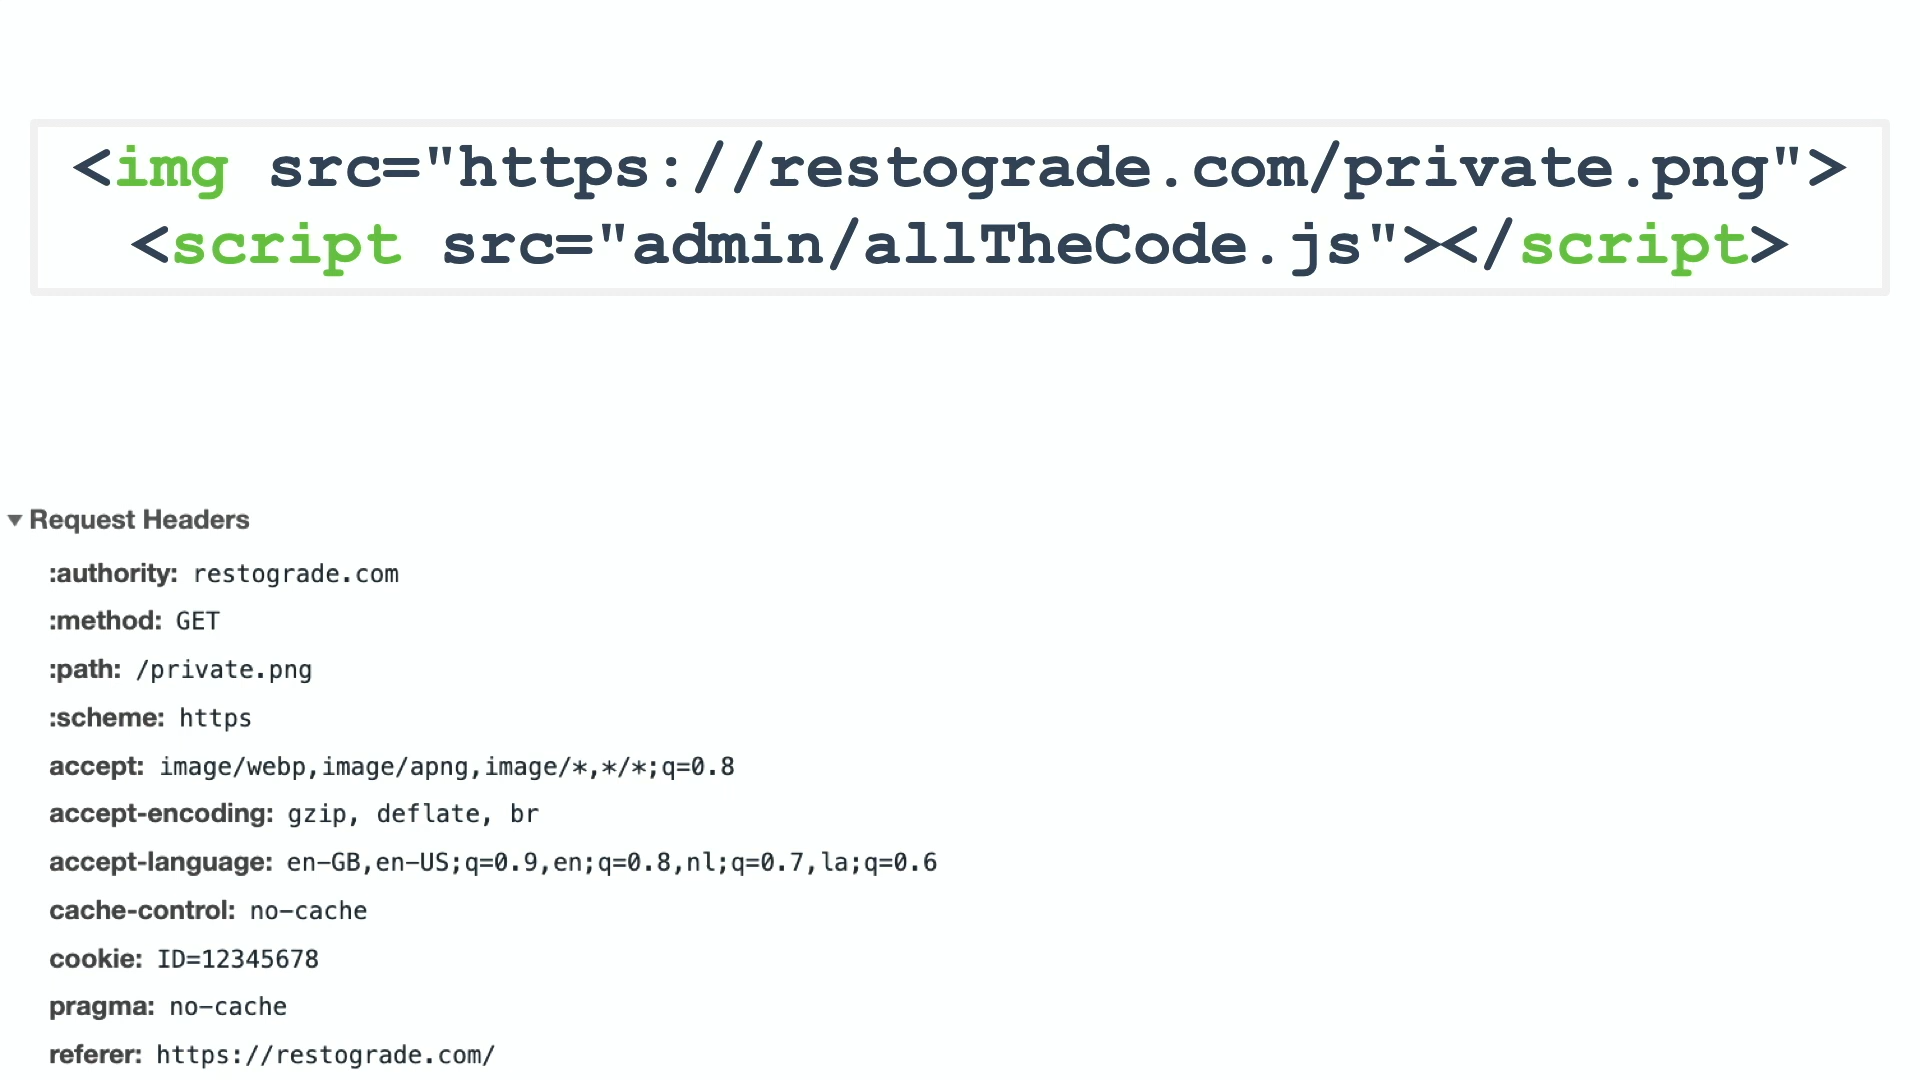 <img src="https://restograde.com/private.png">
<script src="admin/allTheCode.js"></script>
▼ Request Headers
:authority: restograde.com
:method: GET
:path: /private.png
:scheme: https
accept: image/webp,image/apng,image/*,*/*;q=0.8
accept-encoding: gzip, deflate, br
accept-language: en-GB,en-US;q=0.9,en;q=0.8,nl;q=0.7,la;q=0.6
cache-control: no-cache
cookie: ID=12345678
pragma: no-cache
referer: https://restograde.com/